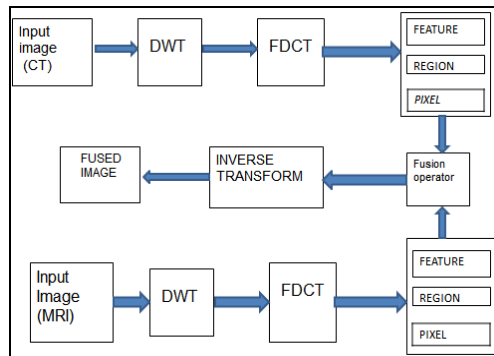 Input
image
(CT)
DWT
FDCT
FEATURE
REGION
PIXEL
FUSED
IMAGE
INVERSE
TRANSFORM
Fusion
operator
Input
Image
(MRI)
DWT
FDCT
FEATURE
REGION
PIXEL